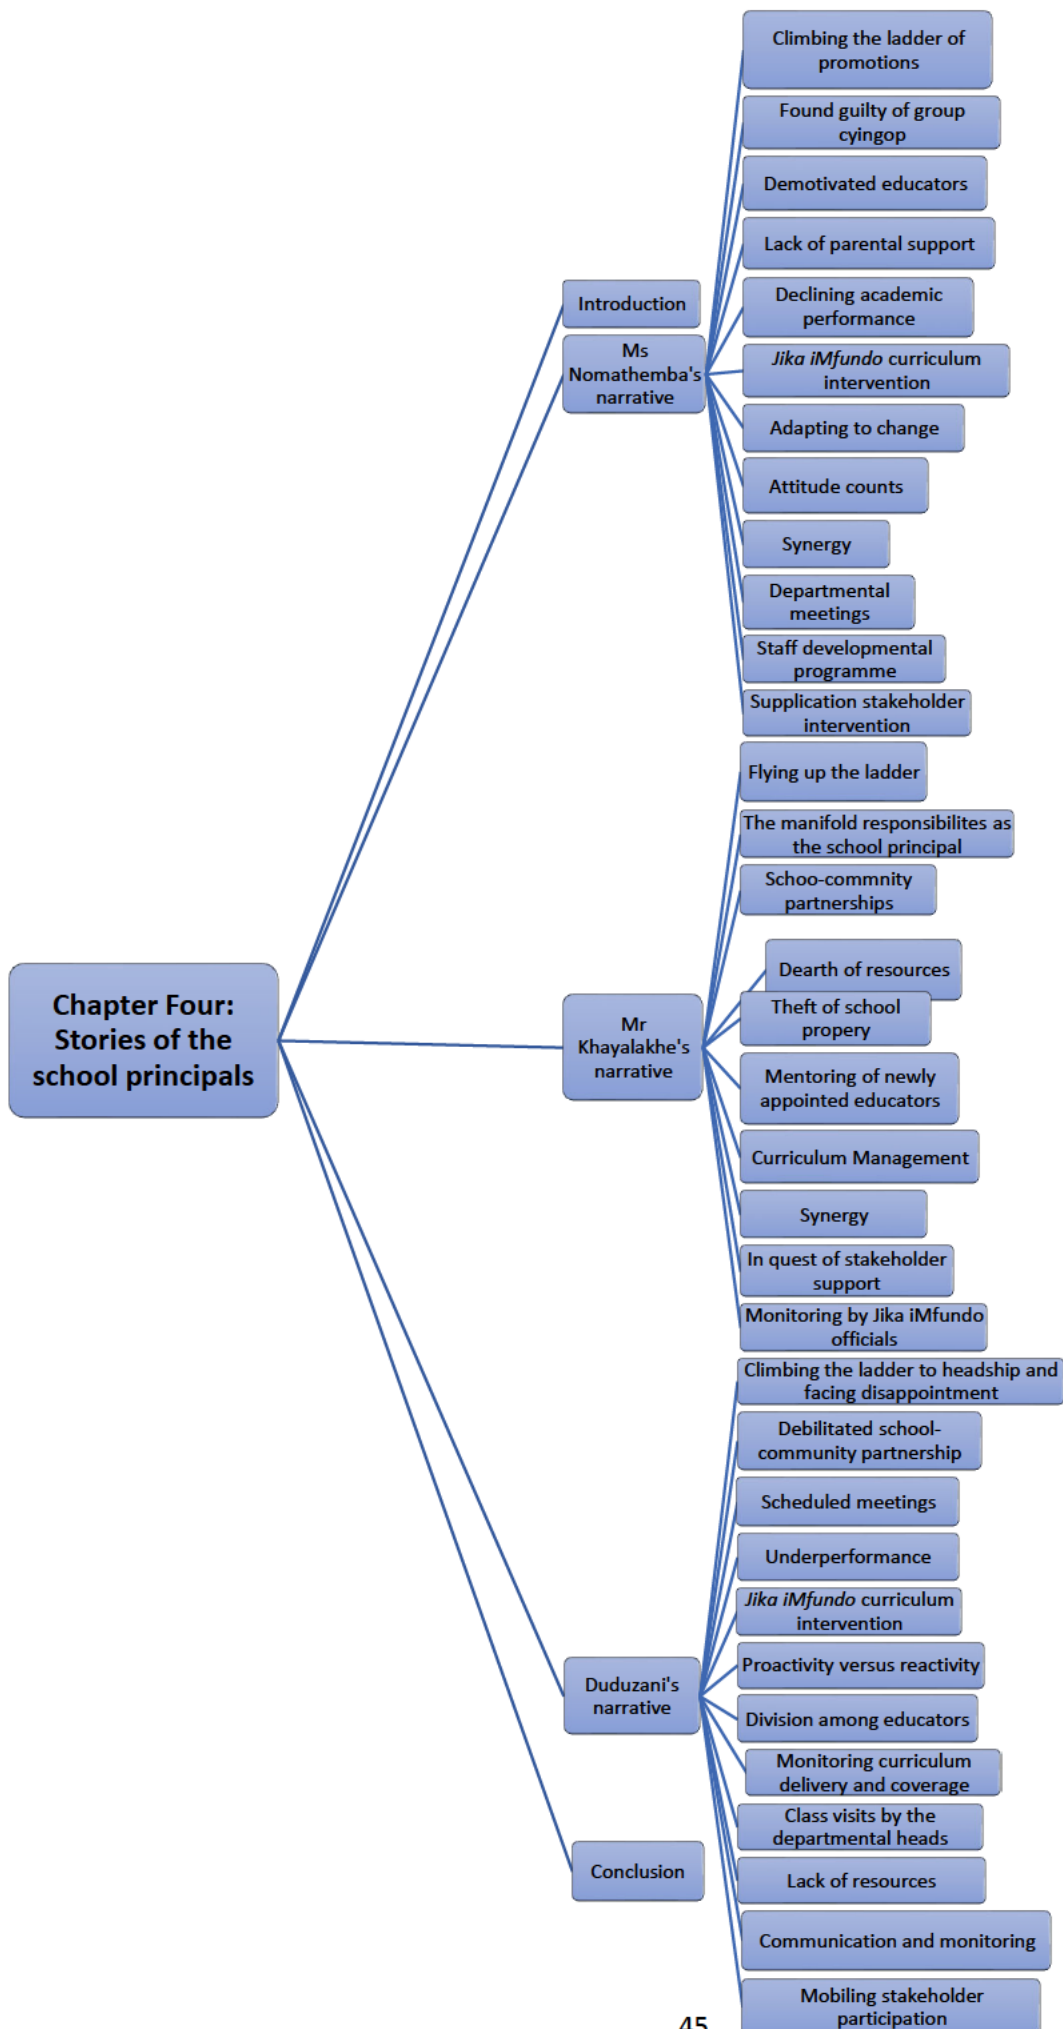 Chapter Four:
Stories of the
school principals
Introduction
Ms
Nomathemba's
narrative
Climbing the ladder of
promotions
Found guilty of group
cyingop
Demotivated educators
Lack of parental support
Declining academic
performance
Jika iMfundo curriculum
intervention
Adapting to change
Attitude counts
Synergy
Departmental
meetings
Staff developmental
programme
Supplication stakeholder
intervention
Mr
Khayalakhe's
narrative
Flying up the ladder
The manifold responsibilites as
the school principal
Schoo-commnity
partnerships
Dearth of resources
Theft of school
propery
Mentoring of newly
appointed educators
Curriculum Management
Synergy
In quest of stakeholder
support
Monitoring by Jika iMfundo
officials
Duduzani's
narrative
Climbing the ladder to headship and
facing disappointment
Debilitated school-
community partnership
Scheduled meetings
Underperformance
Jika iMfundo curriculum
intervention
Proactivity versus reactivity
Division among educators
Monitoring curriculum
delivery and coverage
Class visits by the
departmental heads
Lack of resources
Communication and monitoring
Mobiling stakeholder
participation
Conclusion
45